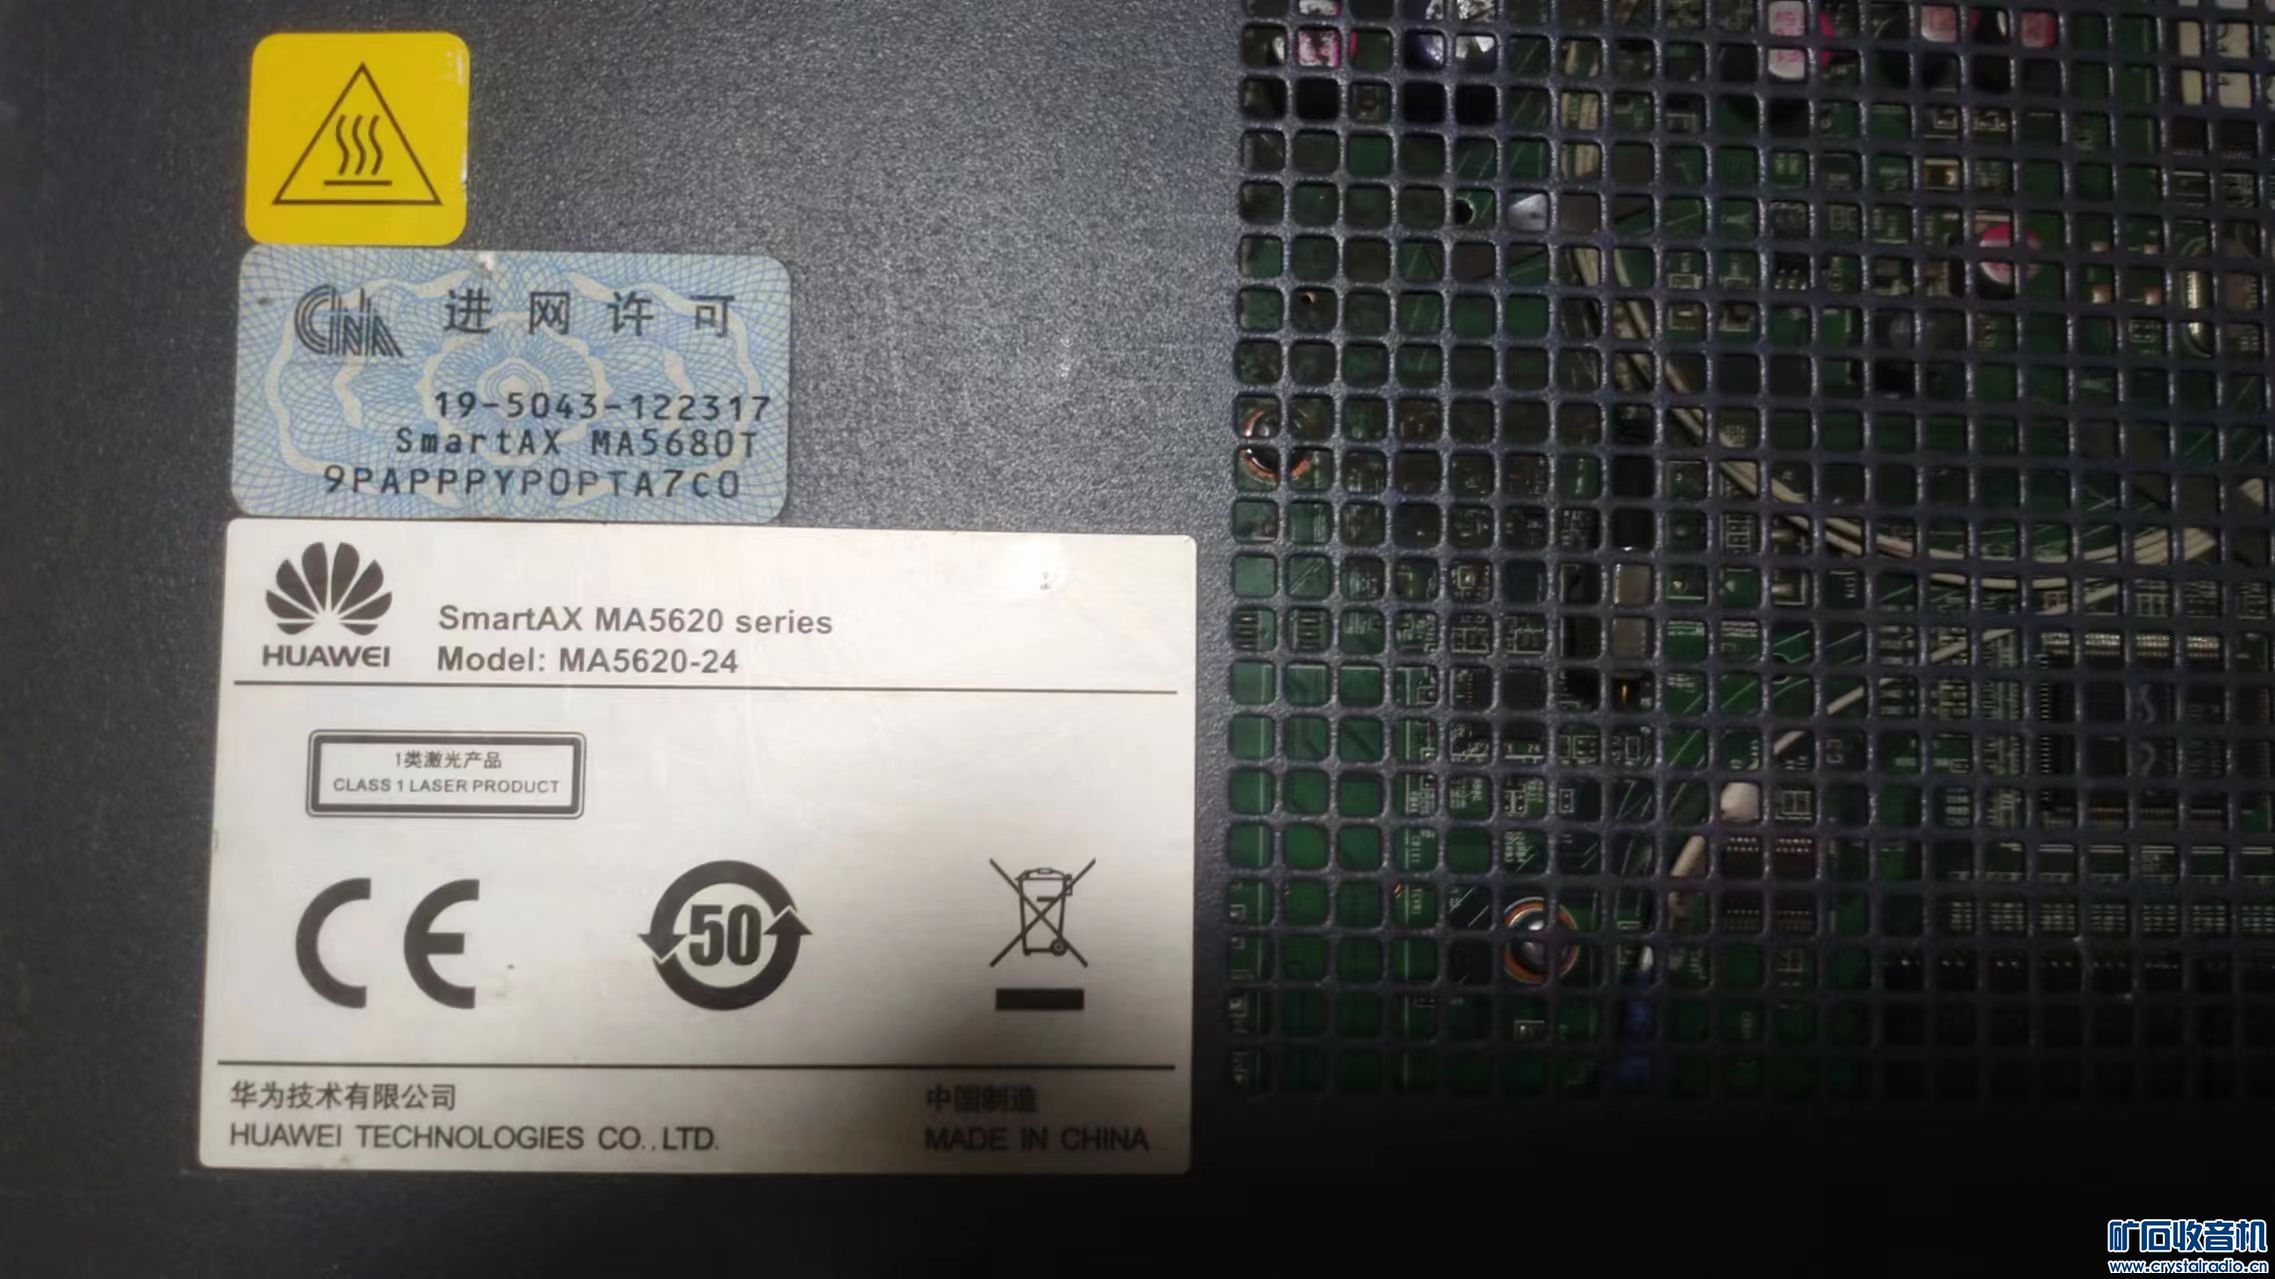 CINA 进网许可
19-5043-122317
SmartAX MA5680T
9PAPPPYP0PTA7C0
HUAWEI
SmartAX MA5620 series
Model: MA5620-24
1类激光产品
CLASS 1 LASER PRODUCT
CE
50
华为技术有限公司
HUAWEI TECHNOLOGIES CO.,LTD.
中国制造
MADE IN CHINA
矿石收音机
www.crystalradio.cn